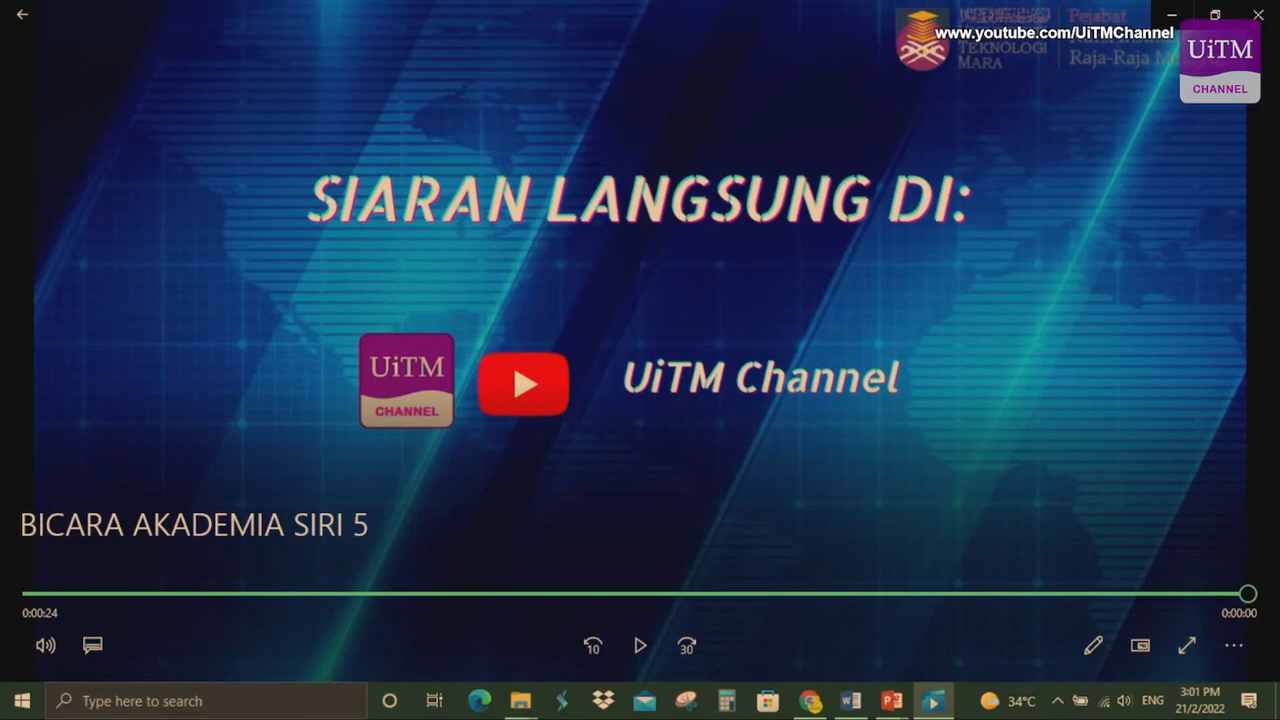 www.youtube.com/UiTMChannel
Pejabat
TEKNOLOGI
MARA
Raja-Raja
UiTM
CHANNEL
SIARAN LANGSUNG DI:
UiTM
CHANNEL
UiTM Channel
BICARA AKADEMIA SIRI 5
0:00:24
0:00:00
10
30
Type here to search
34°C
ENG
3:01 PM
21/2/2022